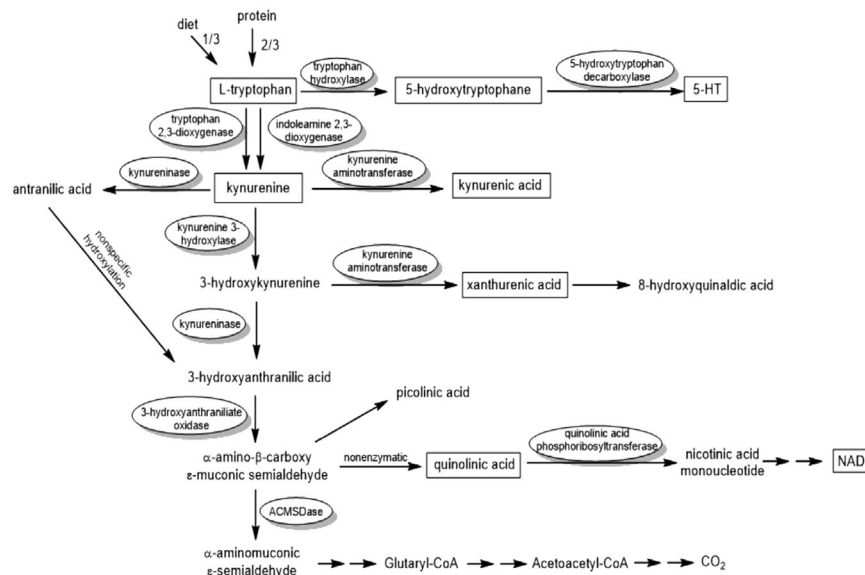 protein
diet
1/3
2/3
tryptophan
hydroxylase
5-hydroxytryptophan
decarboxylase
L-tryptophan
5-hydroxytryptophane
5-HT
tryptophan
2,3-dioxygenase
indoleamine 2,3-
dioxygenase
kynureninase
kynurenine
aminotransferase
antranilic acid
kynurenine
kynurenic acid
kynurenine 3-
hydroxylase
nonspecific
hydroxylation
kynurenine
aminotransferase
3-hydroxykynurenine
xanthurenic acid
8-hydroxyquinaldic acid
kynureninase
3-hydroxyanthranilic acid
3-hydroxyanthraniliate
oxidase
picolinic acid
α-amino-β-carboxy
ε-muconic semialdehyde
nonenzymatic
quinolinic acid
quinolinic acid
phosphoribosyltransferase
nicotinic acid
monoucleotide
NAD
ACMSDase
α-aminomuconic
ε-semialdehyde
Glutaryl-CoA
Acetoacetyl-CoA
CO₂